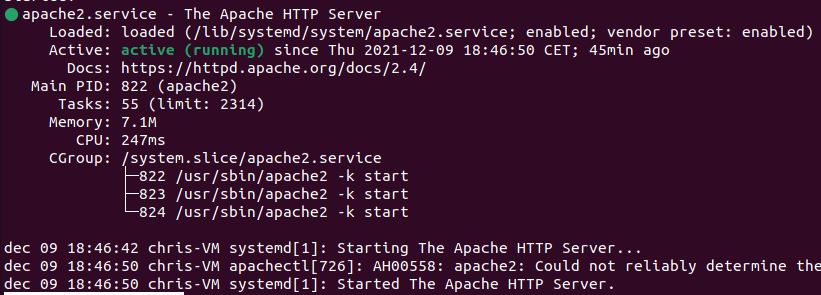 ● apache2.service - The Apache HTTP Server
Loaded: loaded (/lib/systemd/system/apache2.service; enabled; vendor preset: enabled)
Active: active (running) since Thu 2021-12-09 18:46:50 CET; 45min ago
Docs: https://httpd.apache.org/docs/2.4/
Main PID: 822 (apache2)
Tasks: 55 (limit: 2314)
Memory: 7.1M
CPU: 247ms
CGroup: /system.slice/apache2.service
├─822 /usr/sbin/apache2 -k start
├─823 /usr/sbin/apache2 -k start
└─824 /usr/sbin/apache2 -k start
dec 09 18:46:42 chris-VM systemd[1]: Starting The Apache HTTP Server...
dec 09 18:46:50 chris-VM apachectl[726]: AH00558: apache2: Could not reliably determine the
dec 09 18:46:50 chris-VM systemd[1]: Started The Apache HTTP Server.